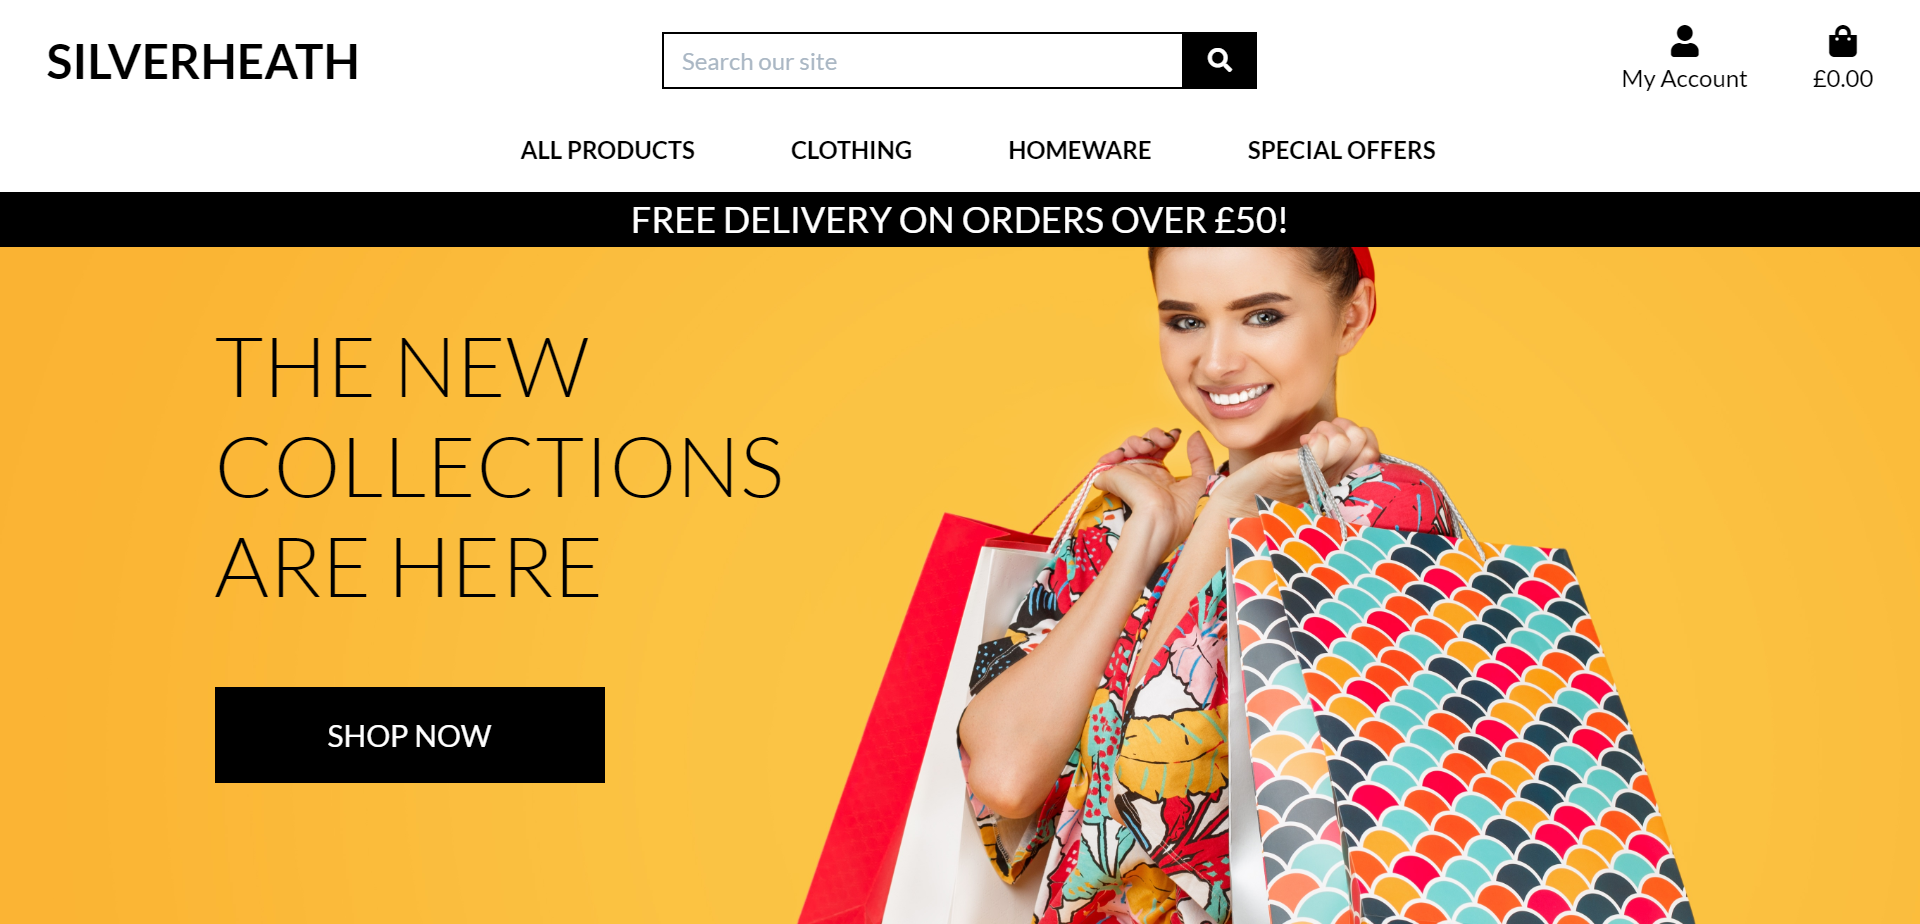 SILVERHEATH
Search our site
My Account
£0.00
ALL PRODUCTS
CLOTHING
HOMEWARE
SPECIAL OFFERS
FREE DELIVERY ON ORDERS OVER £50!
THE NEW
COLLECTIONS
ARE HERE
SHOP NOW